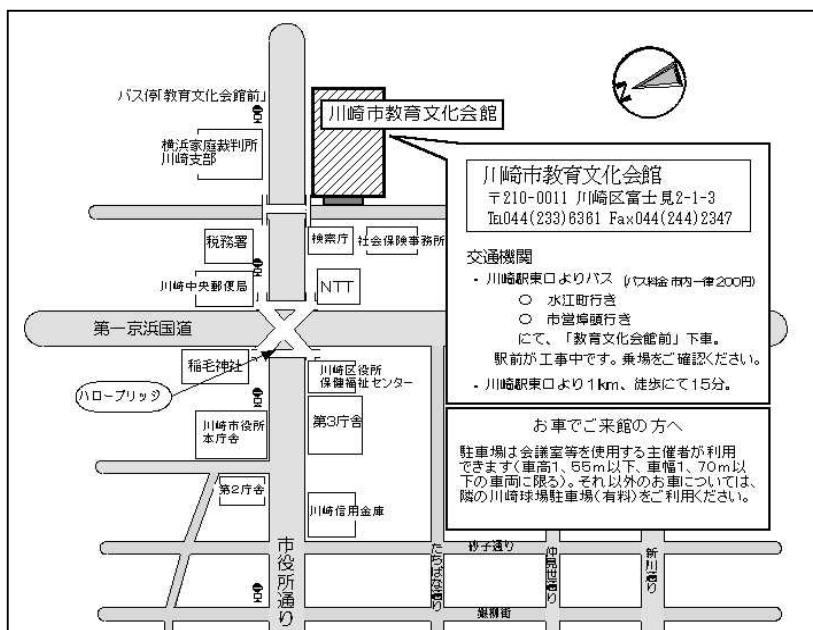 バス停「教育文化会館前」
川崎市教育文化会館
N
横浜家庭裁判所
川崎支部
川崎市教育文化会館
〒210-0011 川崎区富士見2-1-3
℡044(233)6361 Fax044(244)2347
税務署
検察庁
社会保険事務所
交通機関
・川崎駅東口よりバス (バス料金市内一律200円)
○ 水江町行き
○ 市営埠頭行き
にて、「教育文化会館前」下車。
駅前が工事中です。乗場をご確認ください。
・川崎駅東口より1km、徒歩にて15分。
川崎中央郵便局
NTT
第一京浜国道
稲毛神社
川崎区役所
保健福祉センター
ハローブリッジ
川崎市役所
本庁舎
第3庁舎
お車でご来館の方へ
駐車場は会議室等を使用する主催者が利用
できます(車高1、55m以下、車幅1、70m以
下の車両に限る)。それ以外のお車については、
隣の川崎球場駐車場(有料)をご利用ください。
第2庁舎
川崎信用金庫
市役所通り
砂子通り
たちばな通り
仲見世通り
新川通り
銀柳街